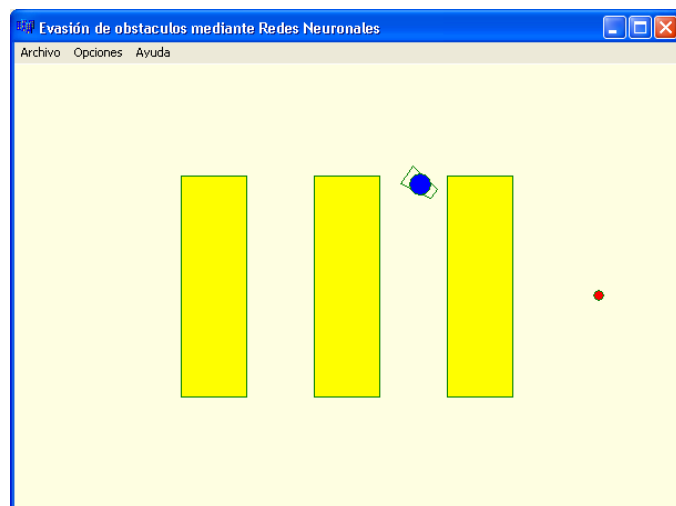 Evasión de obstaculos mediante Redes Neuronales
Archivo Opciones Ayuda